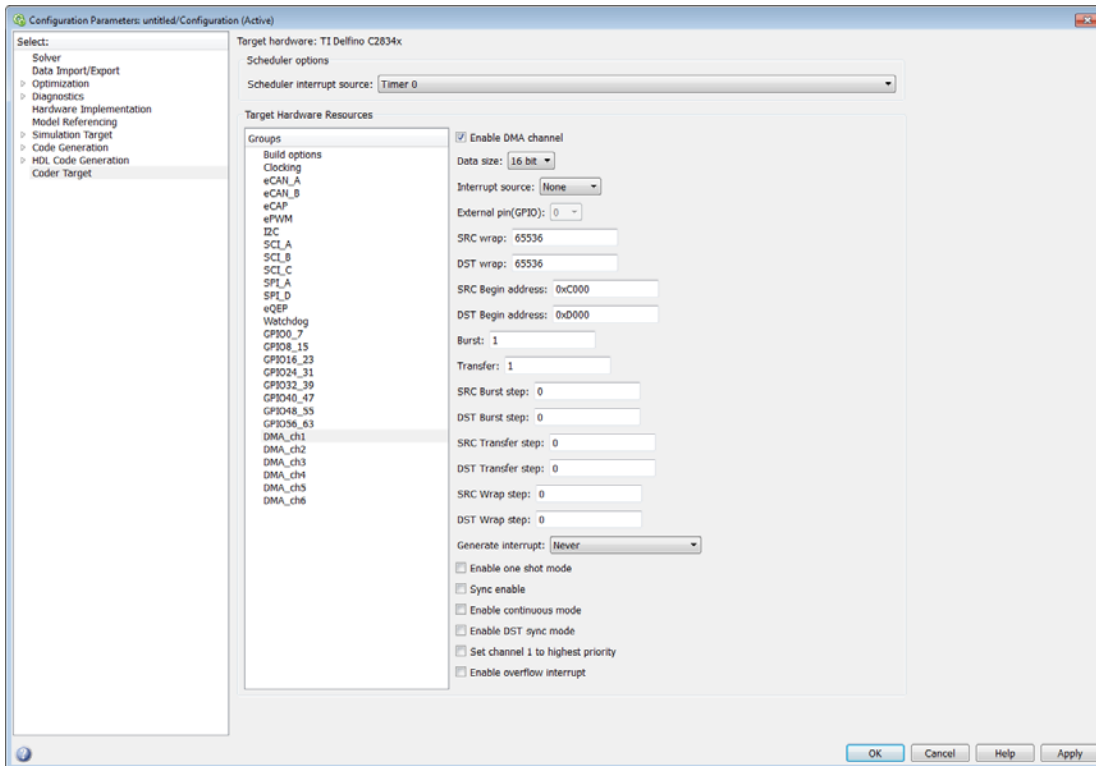 Configuration Parameters: untitled/Configuration (Active)
Select:
Solver
Data Import/Export
Optimization
Diagnostics
Hardware Implementation
Model Referencing
Simulation Target
Code Generation
HDL Code Generation
Coder Target
Target hardware: TI Delfino C2834x
Scheduler options
Scheduler interrupt source: Timer 0
Target Hardware Resources
Groups
Build options
Clocking
eCAN_A
eCAN_B
eCAP
ePWM
I2C
SCI_A
SCI_B
SCI_C
SPI_A
SPI_D
eQEP
Watchdog
GPIO0_7
GPIO8_15
GPIO16_23
GPIO24_31
GPIO32_39
GPIO40_47
GPIO48_55
GPIO56_63
DMA_ch1
DMA_ch2
DMA_ch3
DMA_ch4
DMA_ch5
DMA_ch6
Enable DMA channel
Data size: 16 bit
Interrupt source: None
External pin(GPIO): 0
SRC wrap: 65536
DST wrap: 65536
SRC Begin address: 0xC000
DST Begin address: 0xD000
Burst: 1
Transfer: 1
SRC Burst step: 0
DST Burst step: 0
SRC Transfer step: 0
DST Transfer step: 0
SRC Wrap step: 0
DST Wrap step: 0
Generate interrupt: Never
Enable one shot mode
Sync enable
Enable continuous mode
Enable DST sync mode
Set channel 1 to highest priority
Enable overflow interrupt
OK Cancel Help Apply